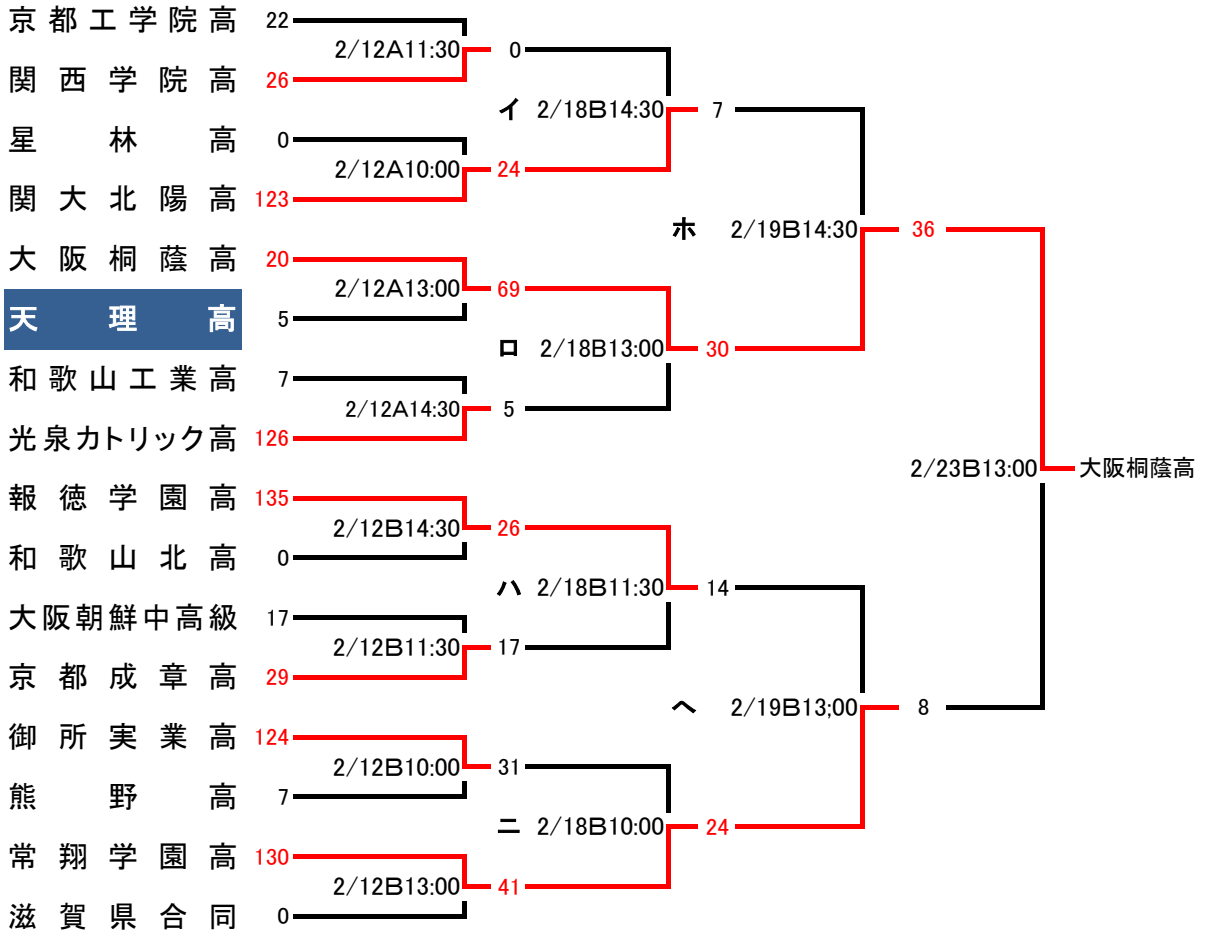 京都工学院高 22
2/12A11:30 0
関西学院高 26
イ 2/18B14:30 7
星林高 0
2/12A10:00 24
関大北陽高 123
ホ 2/19B14:30 36
大阪桐蔭高 20
2/12A13:00 69
天理高 5
ロ 2/18B13:00 30
和歌山工業高 7
2/12A14:30 5
光泉カトリック高 126
2/23B13:00 大阪桐蔭高
報徳学園高 135
2/12B14:30 26
和歌山北高 0
ハ 2/18B11:30 14
大阪朝鮮中高級 17
2/12B11:30 17
京都成章高 29
ヘ 2/19B13;00 8
御所実業高 124
2/12B10:00 31
熊野高 7
ニ 2/18B10:00 24
常翔学園高 130
2/12B13:00 41
滋賀県合同 0